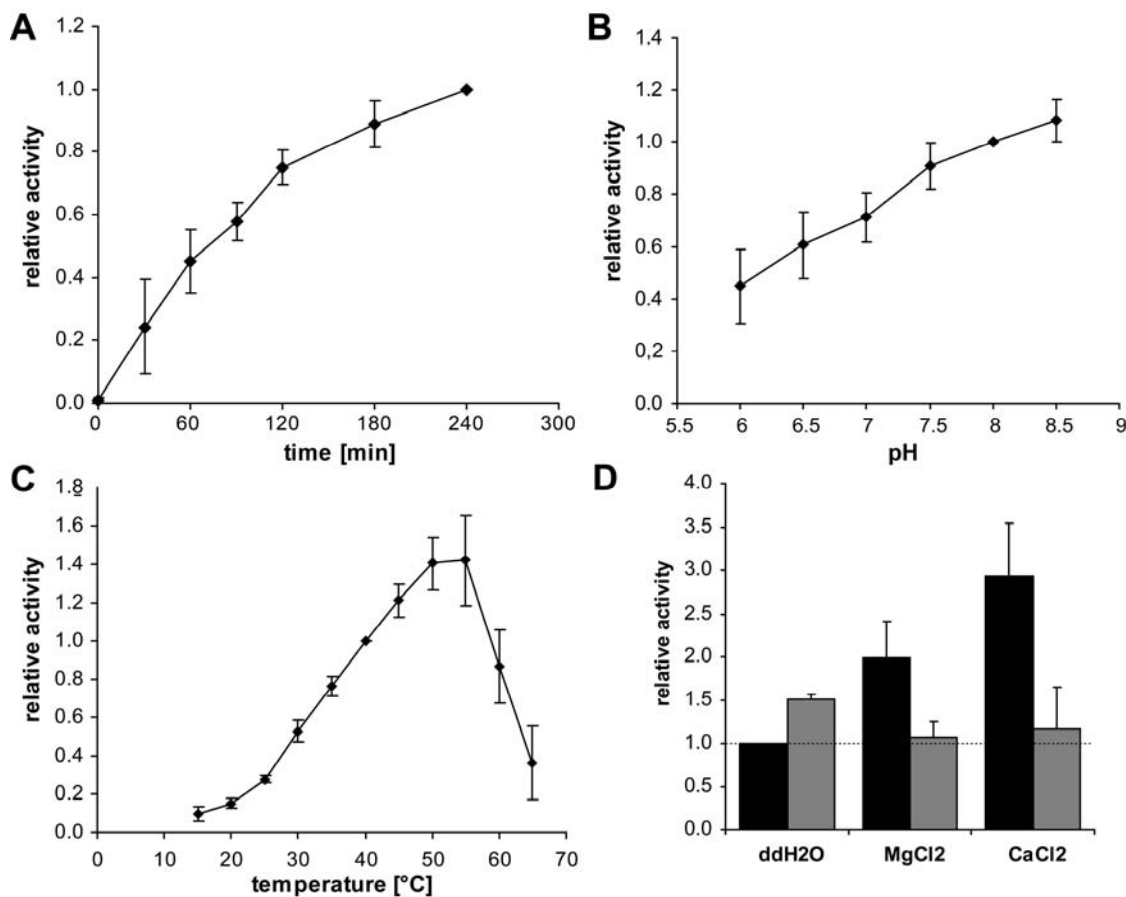 A
1.2
1.0
0.8
0.6
0.4
0.2
0.0
relative activity
0 60 120 180 240 300
time [min]
B
1.4
1.2
1.0
0.8
0.6
0.4
0,2
0.0
relative activity
5.5 6 6.5 7 7.5 8 8.5 9
pH
C
1.8
1.6
1.4
1.2
1.0
0.8
0.6
0.4
0.2
0.0
relative activity
0 10 20 30 40 50 60 70
temperature [°C]
D
4.0
3.5
3.0
2.5
2.0
1.5
1.0
0.5
0.0
relative activity
ddH2O MgCl2 CaCl2